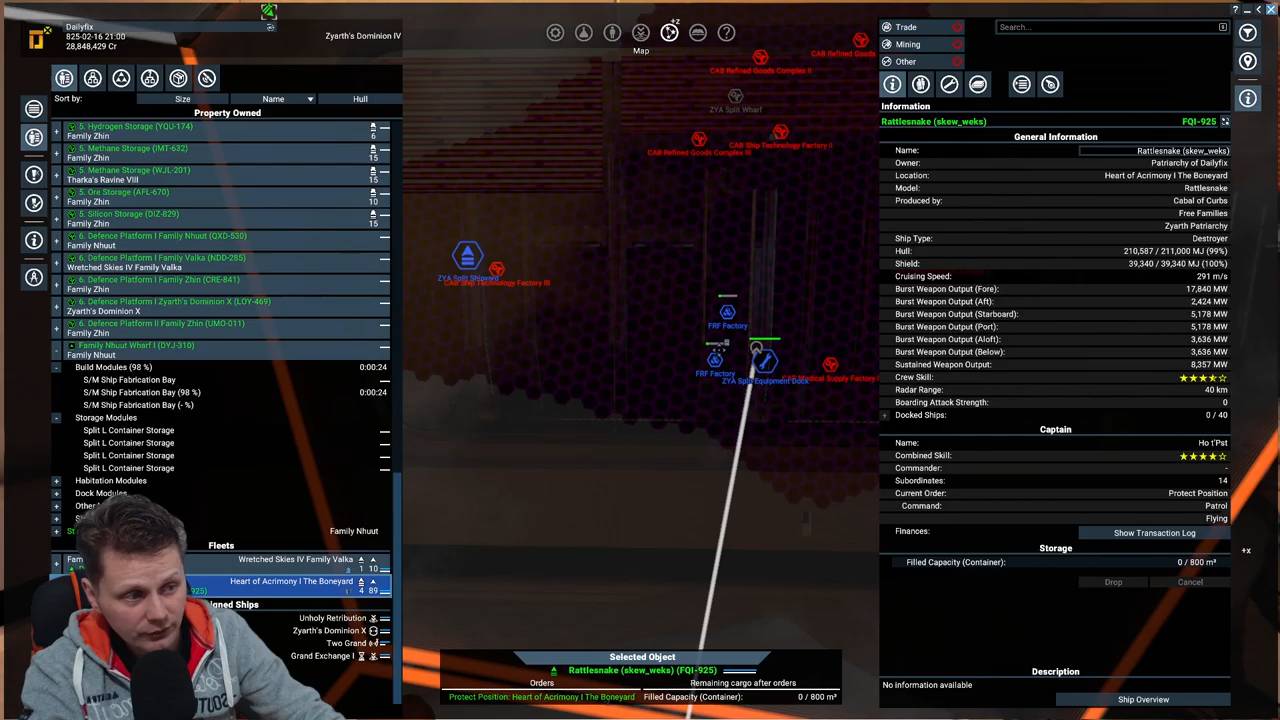 Dailyfix
825-02-16 21:00
28,848,429 Cr
Zyarth's Dominion IV
Sort by: Size Name Hull
Property Owned
5. Hydrogen Storage (YQU-174)
Family Zhin 6
5. Methane Storage (IMT-632)
Family Zhin 15
5. Methane Storage (WJL-201)
Tharka's Ravine VIII 15
5. Ore Storage (AFL-670)
Family Zhin 10
5. Silicon Storage (DIZ-829)
Family Zhin 15
6. Defence Platform I Family Nhuut (QXD-530)
Family Nhuut
6. Defence Platform I Family Valka (NDD-285)
Wretched Skies IV Family Valka
6. Defence Platform I Family Zhin (CRE-841)
Family Zhin
6. Defence Platform I Zyarth's Dominion X (LOY-469)
Zyarth's Dominion X
6. Defence Platform II Family Zhin (UMO-011)
Family Zhin
Family Nhuut Wharf I (DYJ-310)
Family Nhuut
Build Modules (98 %) 0:00:24
S/M Ship Fabrication Bay
S/M Ship Fabrication Bay (98 %) 0:00:24
S/M Ship Fabrication Bay (- %)
Storage Modules
Split L Container Storage
Split L Container Storage
Split L Container Storage
Split L Container Storage
Habitation Modules
Dock Modules
Family Nhuut
Fleets
Wretched Skies IV Family Valka
1 10
Heart of Acrimony I The Boneyard
4 89
Ships
Unholy Retribution
Zyarth's Dominion X
Two Grand
Grand Exchange I
+z
Map
CAB Refined Goods Complex II
CAB Refined Goods
ZYA Split Wharf
CAB Refined Goods Complex III
CAB Ship Technology Factory II
ZYA Split Shipyard
CAB Ship Technology Factory III
FRF Factory
FRF Factory
ZYA Split Equipment Dock
CAB Medical Supply Factory
Selected Object
Rattlesnake (skew_weks) (FQI-925)
Orders Remaining cargo after orders
Protect Position: Heart of Acrimony I The Boneyard Filled Capacity (Container): 0 / 800 m³
Trade
Mining
Other
Search...
Information
Rattlesnake (skew_weks) FQI-925
General Information
Name: Rattlesnake (skew_weks)
Owner: Patriarchy of Dailyfix
Location: Heart of Acrimony I The Boneyard
Model: Rattlesnake
Produced by: Cabal of Curbs
Free Families
Zyarth Patriarchy
Ship Type: Destroyer
Hull: 210,587 / 211,000 MJ (99%)
Shield: 39,340 / 39,340 MJ (100%)
Cruising Speed: 291 m/s
Burst Weapon Output (Fore): 17,840 MW
Burst Weapon Output (Aft): 2,424 MW
Burst Weapon Output (Starboard): 5,178 MW
Burst Weapon Output (Port): 5,178 MW
Burst Weapon Output (Aloft): 3,636 MW
Burst Weapon Output (Below): 3,636 MW
Sustained Weapon Output: 8,357 MW
Crew Skill:
Radar Range: 40 km
Boarding Attack Strength: 0
Docked Ships: 0 / 40
Captain
Name: Ho t'Pst
Combined Skill:
Commander: -
Subordinates: 14
Current Order: Protect Position
Command: Patrol
Flying
Finances: Show Transaction Log
Storage
Filled Capacity (Container): 0 / 800 m³
Drop Cancel
Description
No information available
Ship Overview
+x